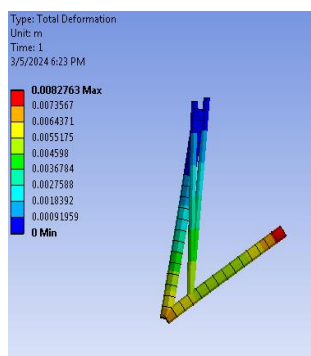 Type: Total Deformation
Unit: m
Time: 1
3/5/2024 6:23 PM
0.0082763 Max
0.0073567
0.0064371
0.0055175
0.004598
0.0036784
0.0027588
0.0018392
0.00091959
0 Min